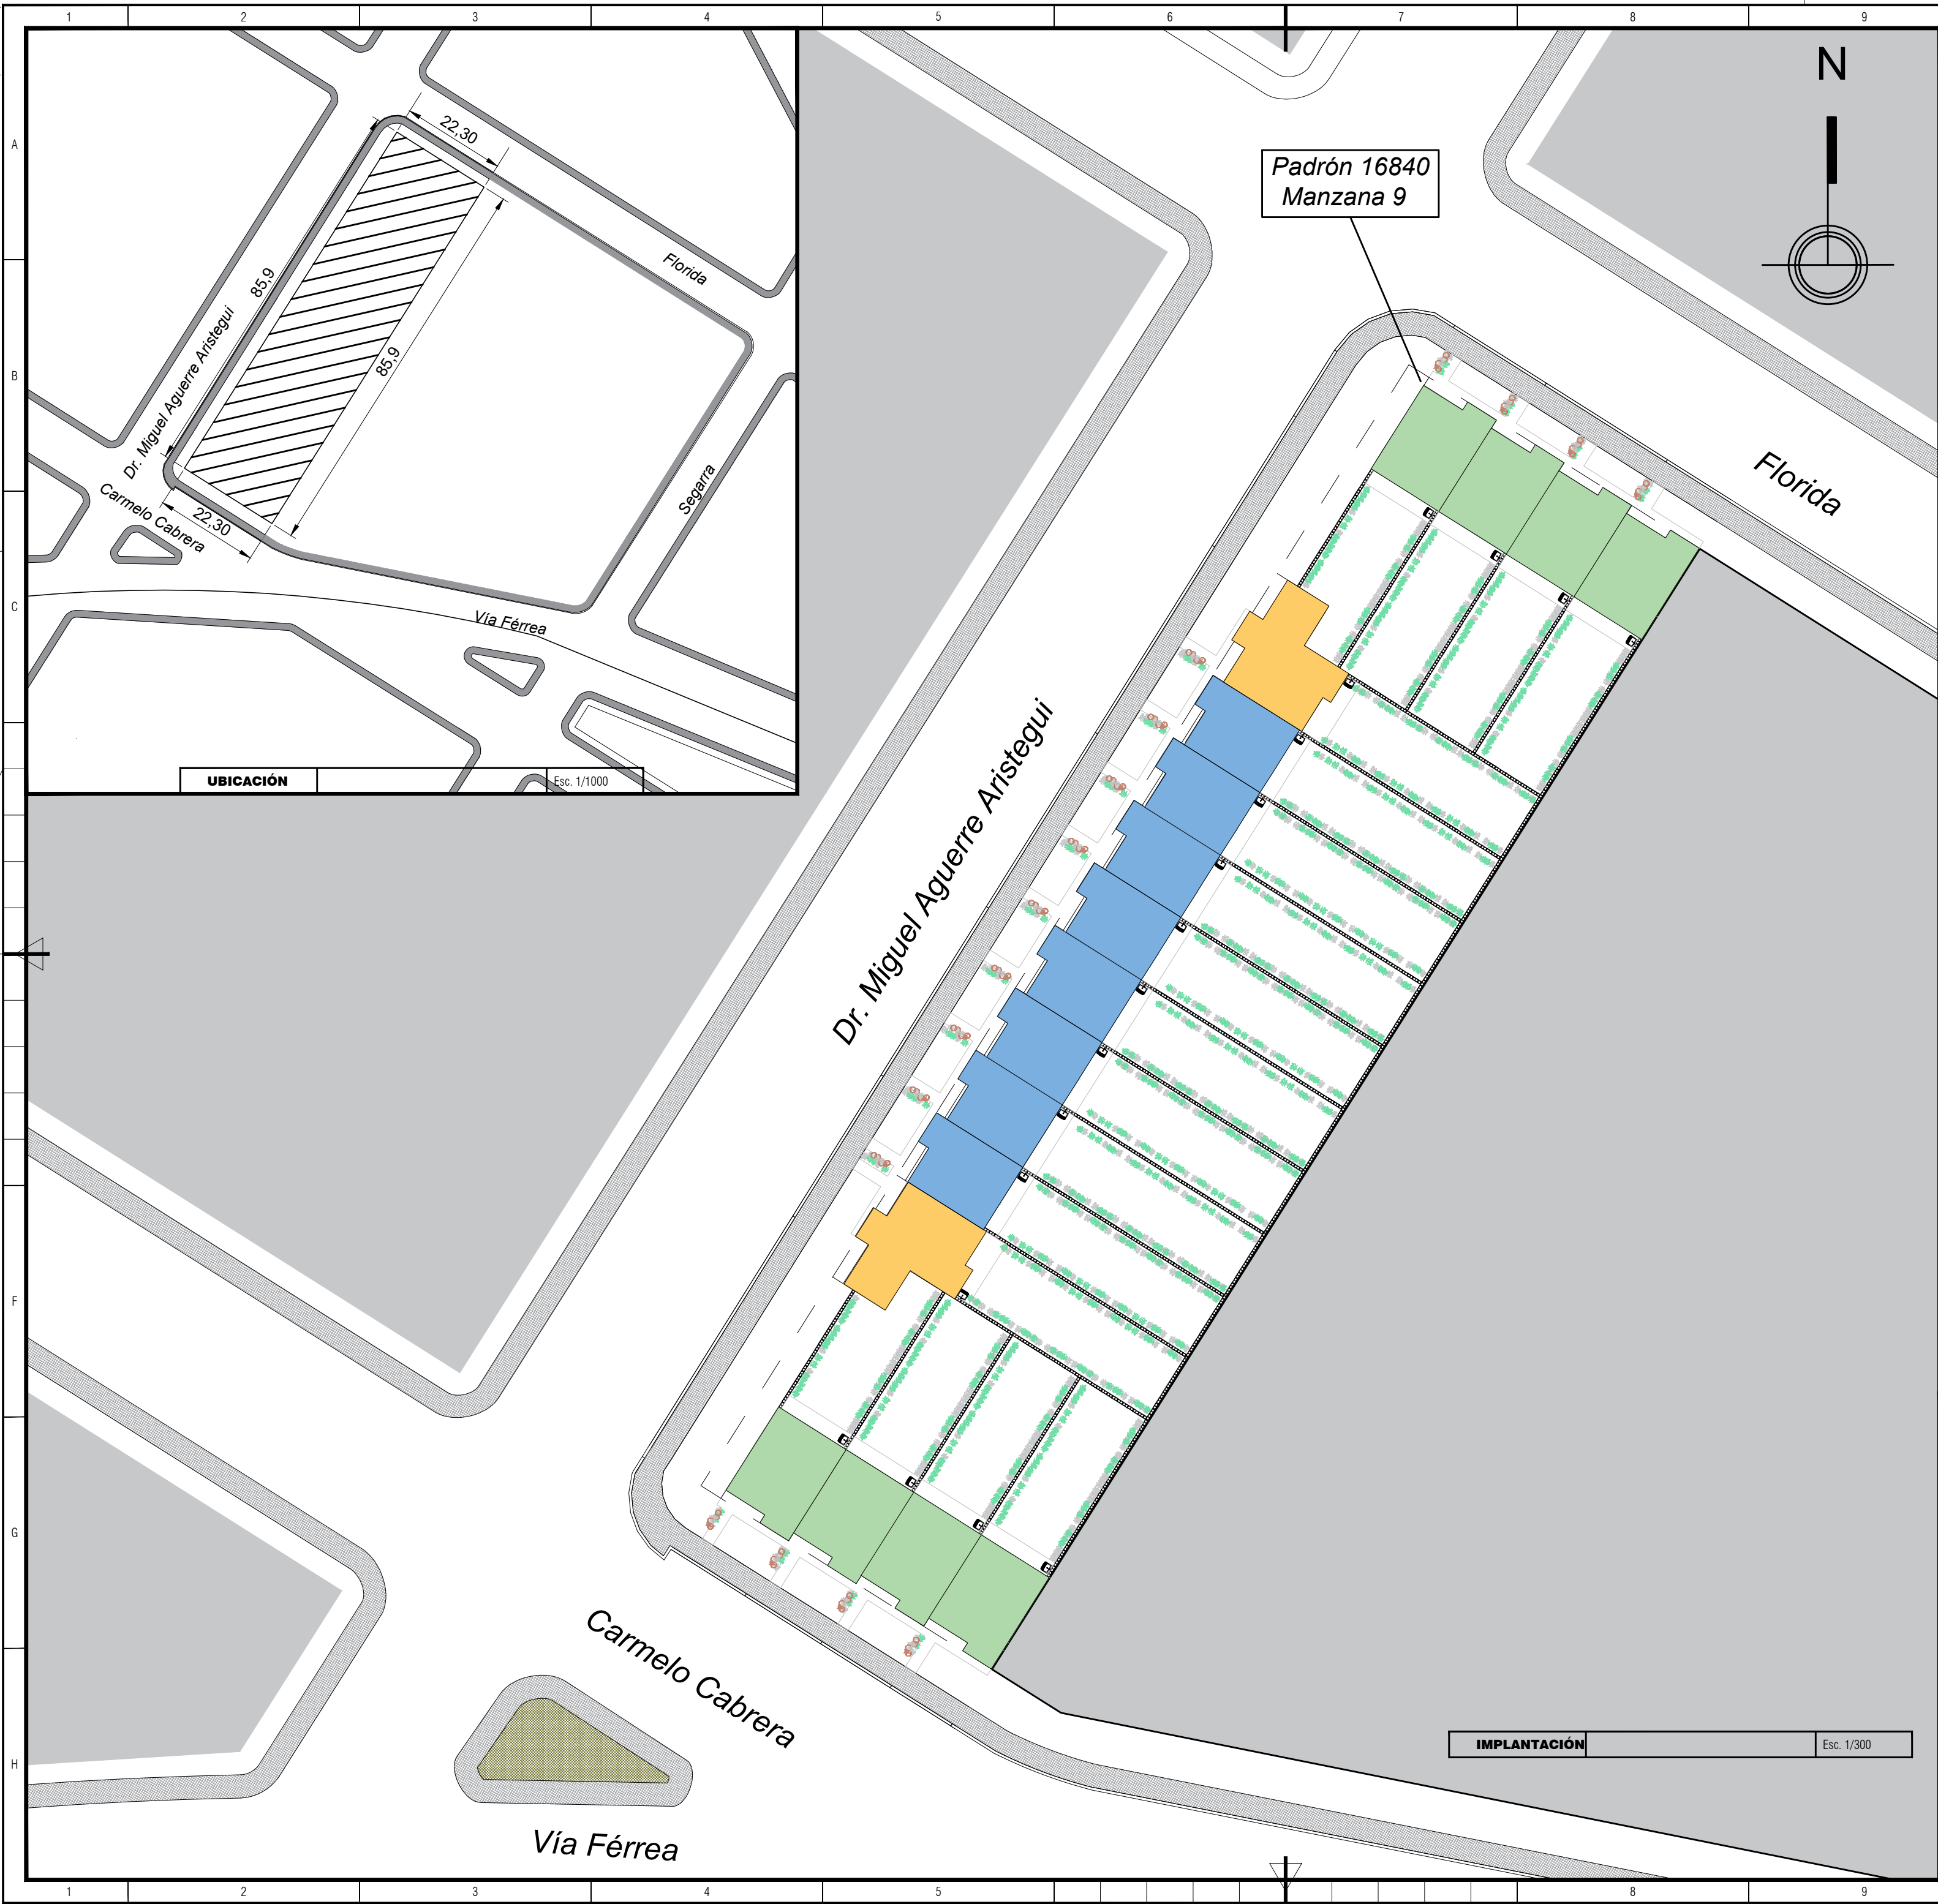 1 2 3 4 5 6 7 8 9
A
B
C
F
G
H
22,30
85,9
Dr. Miguel Aguerre Aristegui
Florida
85,9
Segarra
Carmelo Cabrera
22,30
Vía Férrea
UBICACIÓN Esc. 1/1000
N
Padrón 16840
Manzana 9
Florida
Dr. Miguel Aguerre Aristegui
Carmelo Cabrera
Vía Férrea
IMPLANTACIÓN Esc. 1/300
1 2 3 4 5 8 9